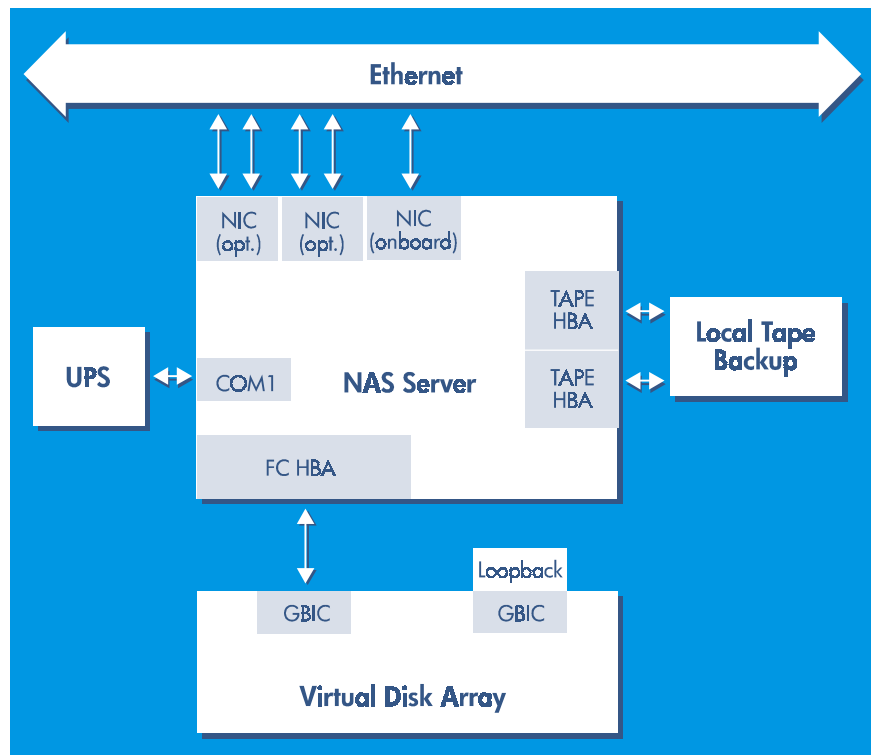 Ethernet
NIC
(opt.)
NIC
(opt.)
NIC
(onboard)
TAPE
HBA
TAPE
HBA
Local Tape
Backup
UPS
COM1
NAS Server
FC HBA
Loopback
GBIC
GBIC
Virtual Disk Array